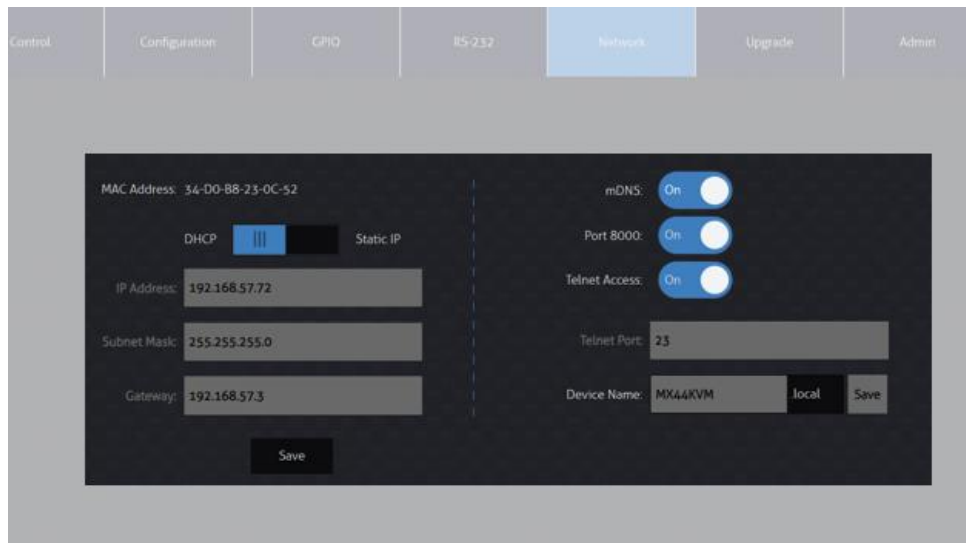 Control Configuration GPIO RS-232 Network Upgrade Admin
MAC Address: 34-D0-B8-23-0C-52
DHCP Static IP
IP Address: 192.168.57.72
Subnet Mask: 255.255.255.0
Gateway: 192.168.57.3
Save
mDNS: On
Port 8000: On
Telnet Access: On
Telnet Port: 23
Device Name: MX44KVM .local Save